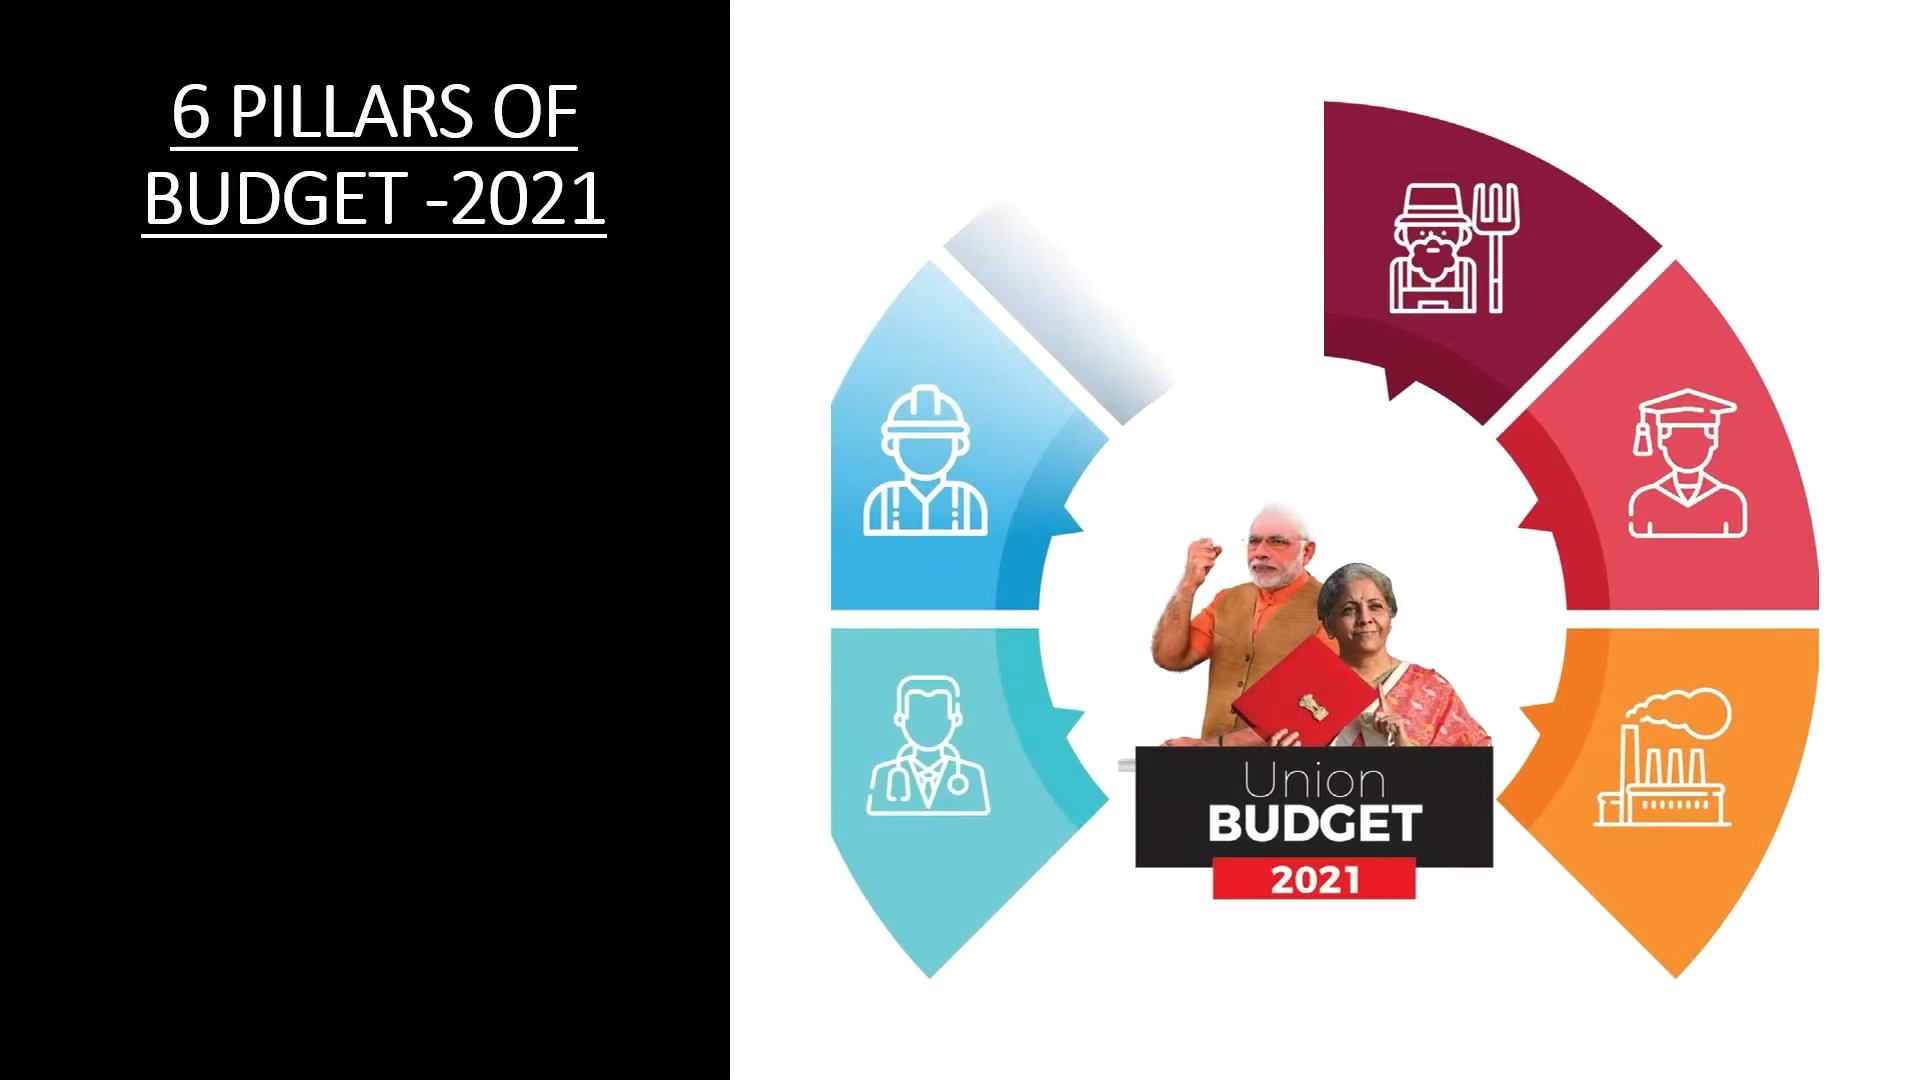 6 PILLARS OF
BUDGET -2021
Union
BUDGET
2021